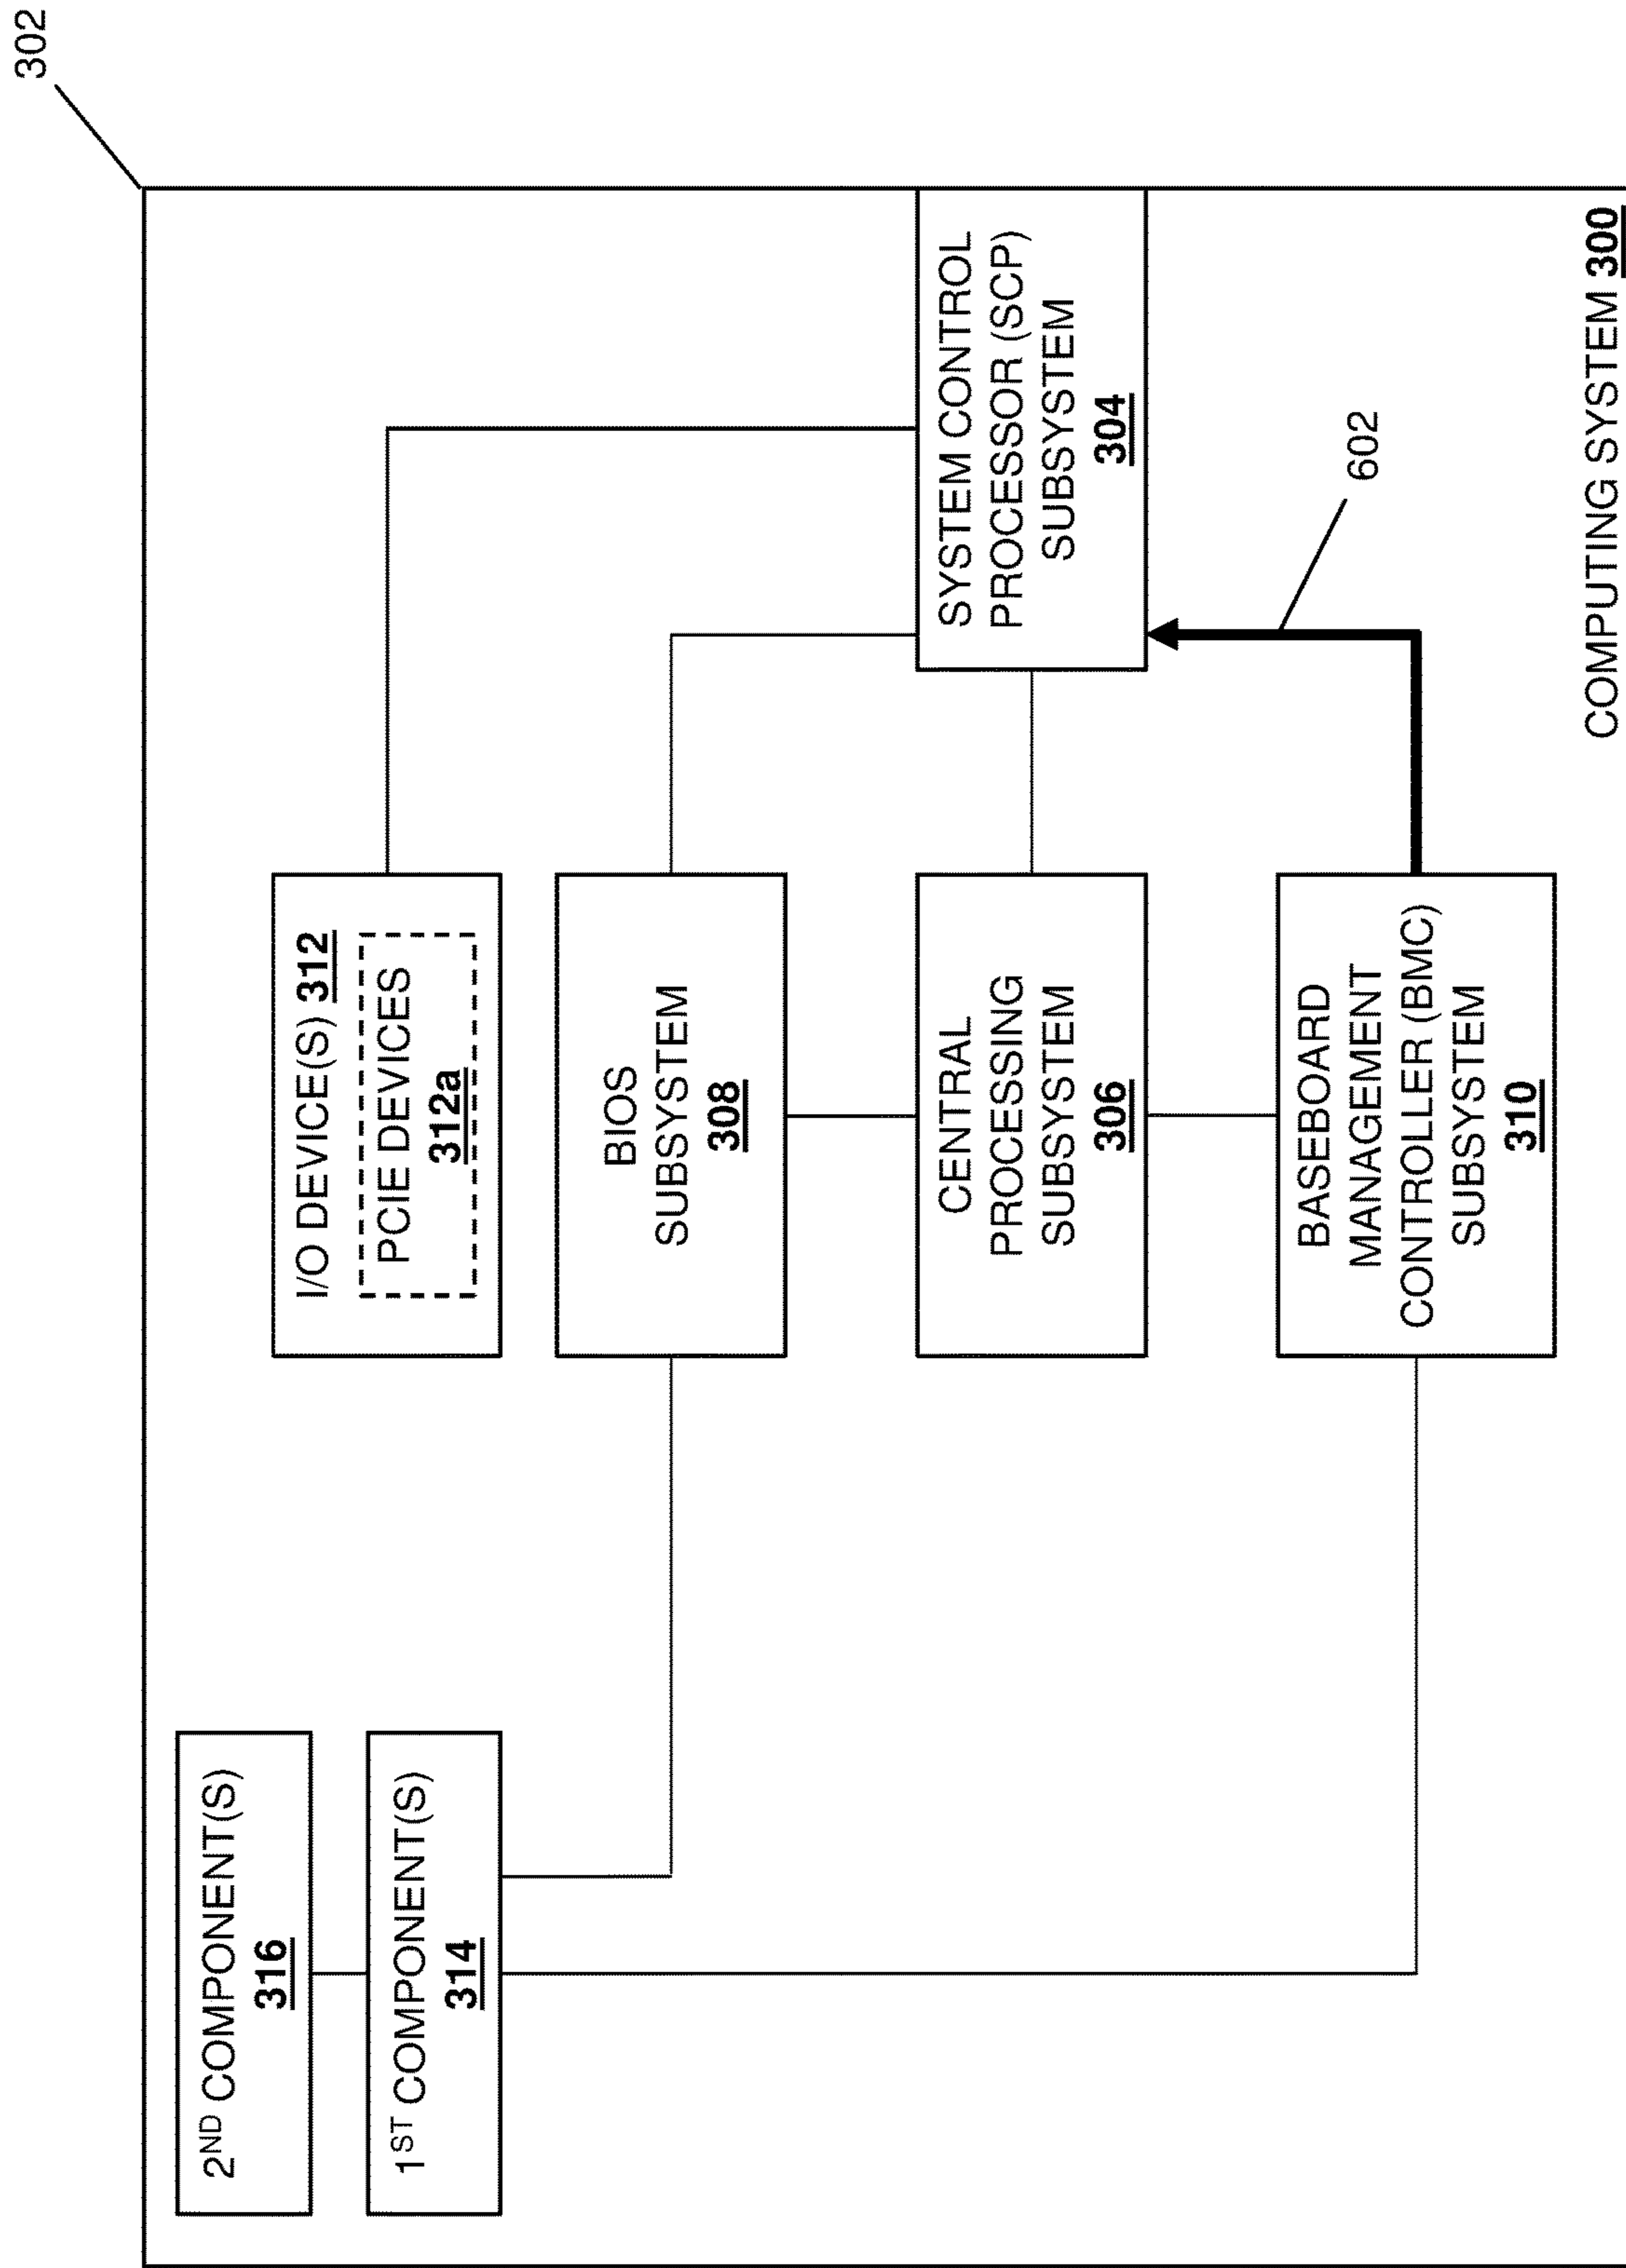 302
2ND COMPONENT(S)
316
1ST COMPONENT(S)
314
I/O DEVICE(S) 312
PCIE DEVICES
312a
BIOS
SUBSYSTEM
308
CENTRAL
PROCESSING
SUBSYSTEM
306
BASEBOARD
MANAGEMENT
CONTROLLER (BMC)
SUBSYSTEM
310
SYSTEM CONTROL
PROCESSOR (SCP)
SUBSYSTEM
304
602
COMPUTING SYSTEM 300